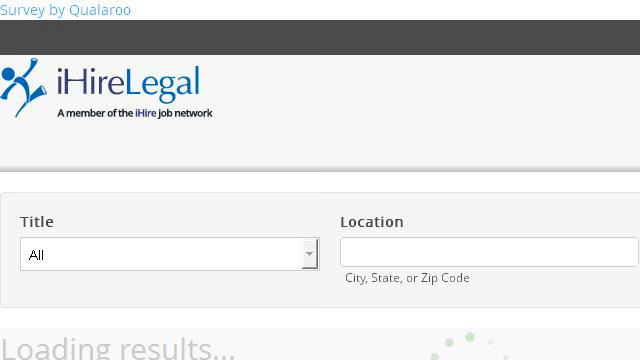 Survey by Qualaroo
iHireLegal
A member of the iHire job network
Title
Location
All
City, State, or Zip Code
Loading results...